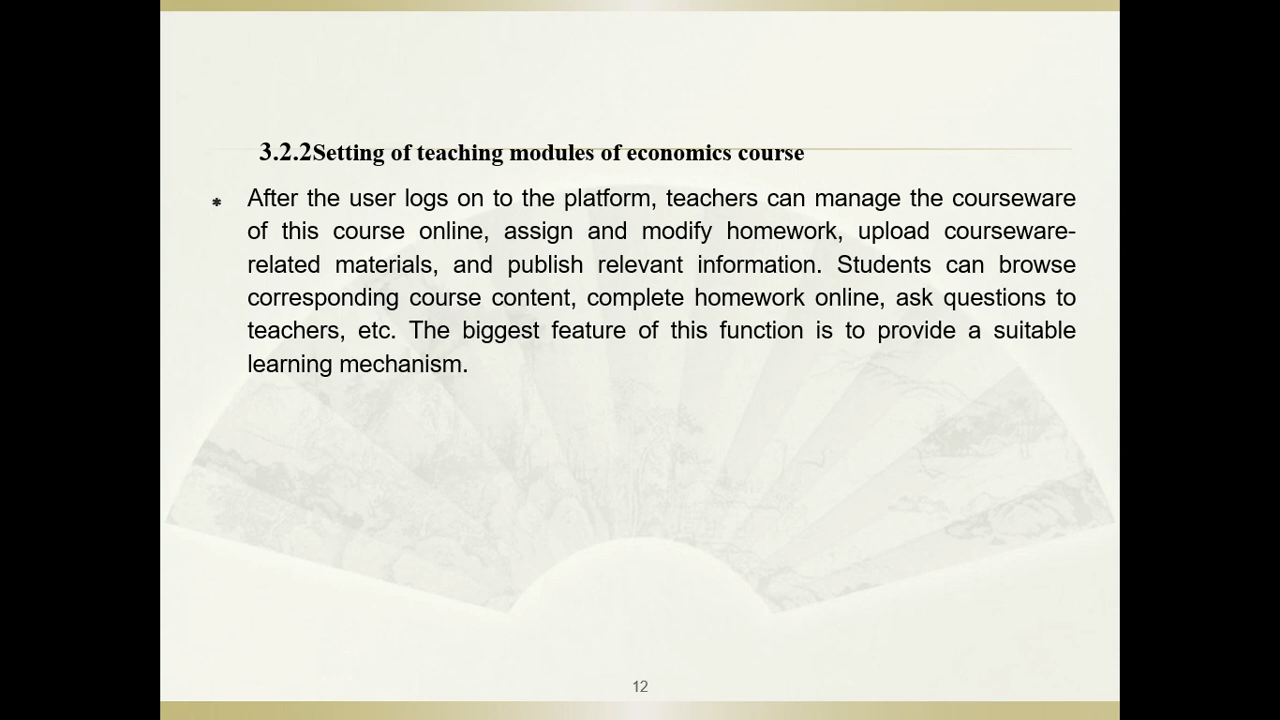 3.2.2Setting of teaching modules of economics course
After the user logs on to the platform, teachers can manage the courseware
of this course online, assign and modify homework, upload courseware-
related materials, and publish relevant information. Students can browse
corresponding course content, complete homework online, ask questions to
teachers, etc. The biggest feature of this function is to provide a suitable
learning mechanism.
12